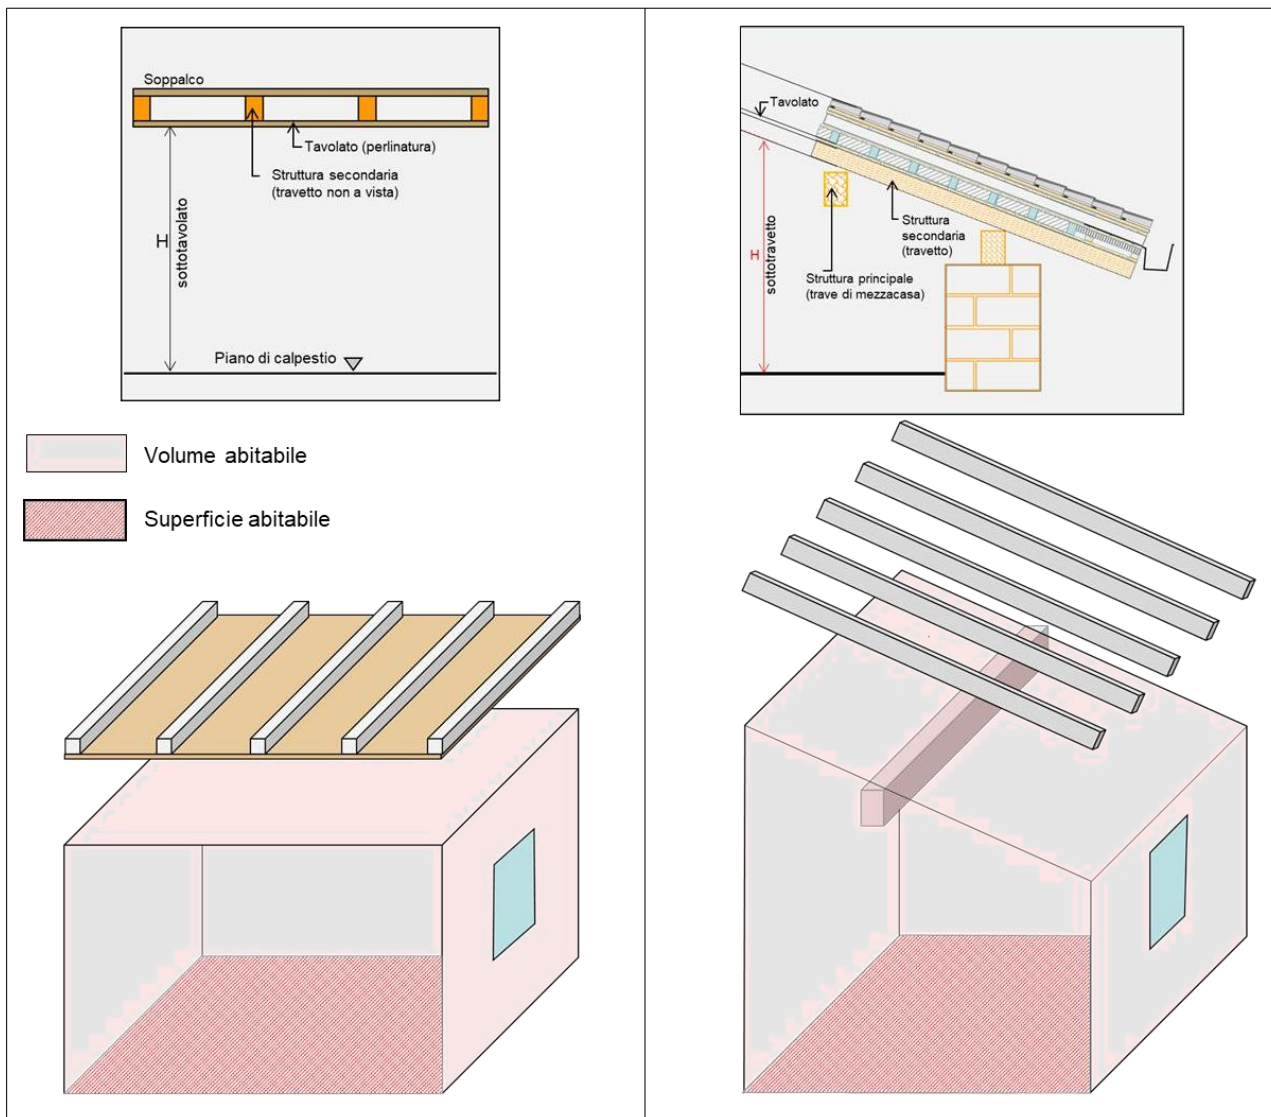 Soppalco
Tavolato (perlinatura)
Struttura secondaria
(travetto non a vista)
H
sottotavolato
Piano di calpestio
Tavolato
Struttura
secondaria
(travetto)
H
sottotravetto
Struttura principale
(trave di mezzacasa)
Volume abitabile
Superficie abitabile